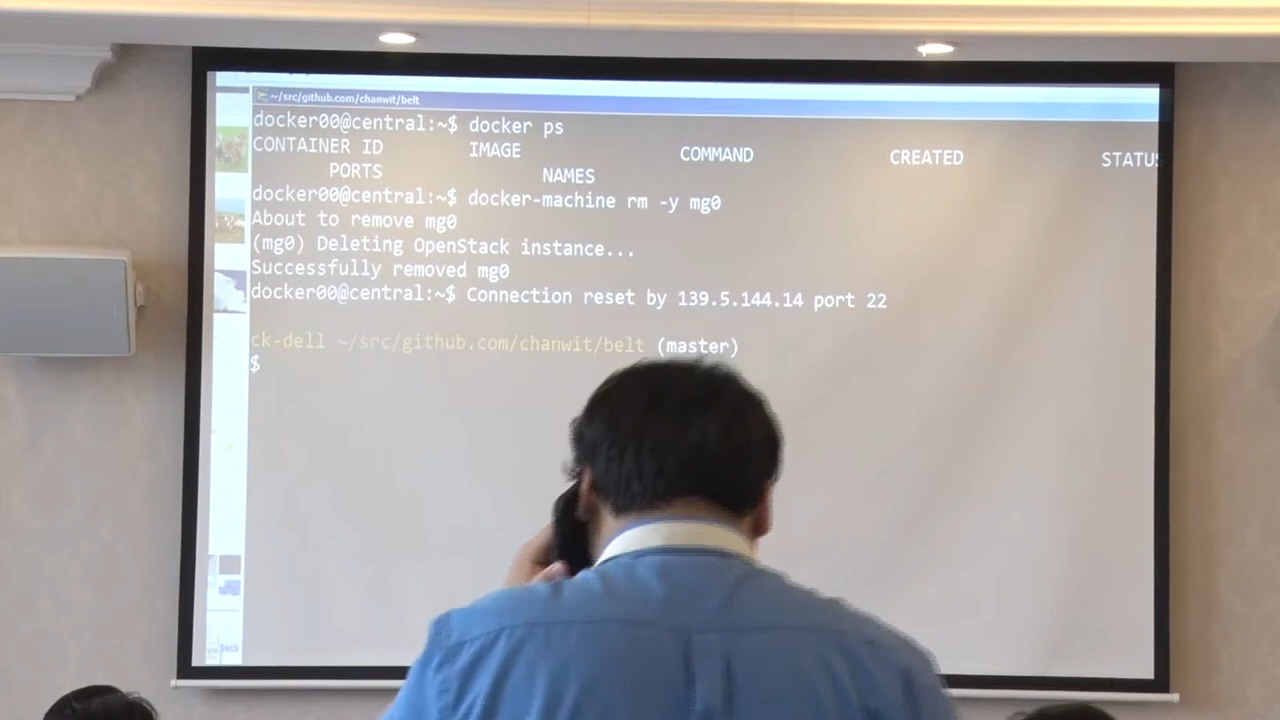 ~/src/github.com/chanwit/belt
docker00@central:~$ docker ps
CONTAINER ID IMAGE COMMAND CREATED STATUS
PORTS NAMES
docker00@central:~$ docker-machine rm -y mg0
About to remove mg0
(mg0) Deleting OpenStack instance...
Successfully removed mg0
docker00@central:~$ Connection reset by 139.5.144.14 port 22
ck-dell ~/src/github.com/chanwit/belt (master)
$